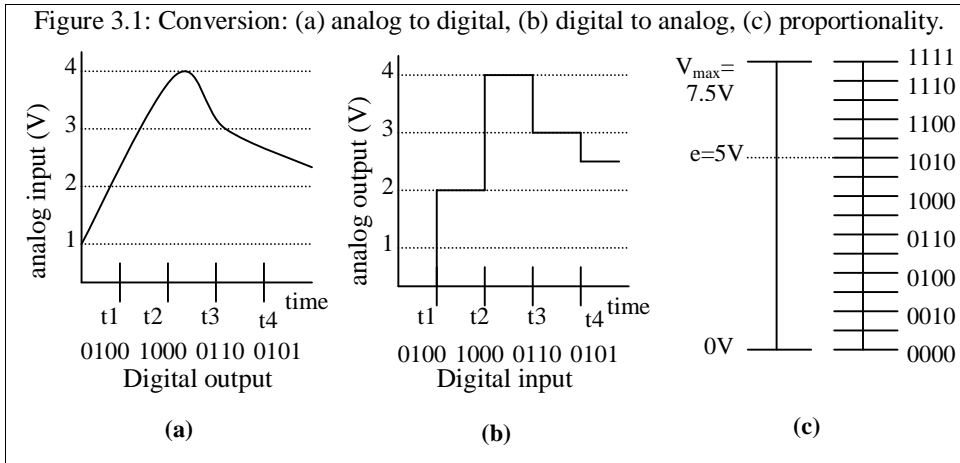 Figure 3.1: Conversion: (a) analog to digital, (b) digital to analog, (c) proportionality.
analog input (V)
4
3
2
1
t1 t2 t3 t4 time
0100 1000 0110 0101
Digital output
(a)
analog output (V)
4
3
2
1
t1 t2 t3 t4 time
0100 1000 0110 0101
Digital input
(b)
Vmax=
7.5V
e=5V
0V
1111
1110
1100
1010
1000
0110
0100
0010
0000
(c)